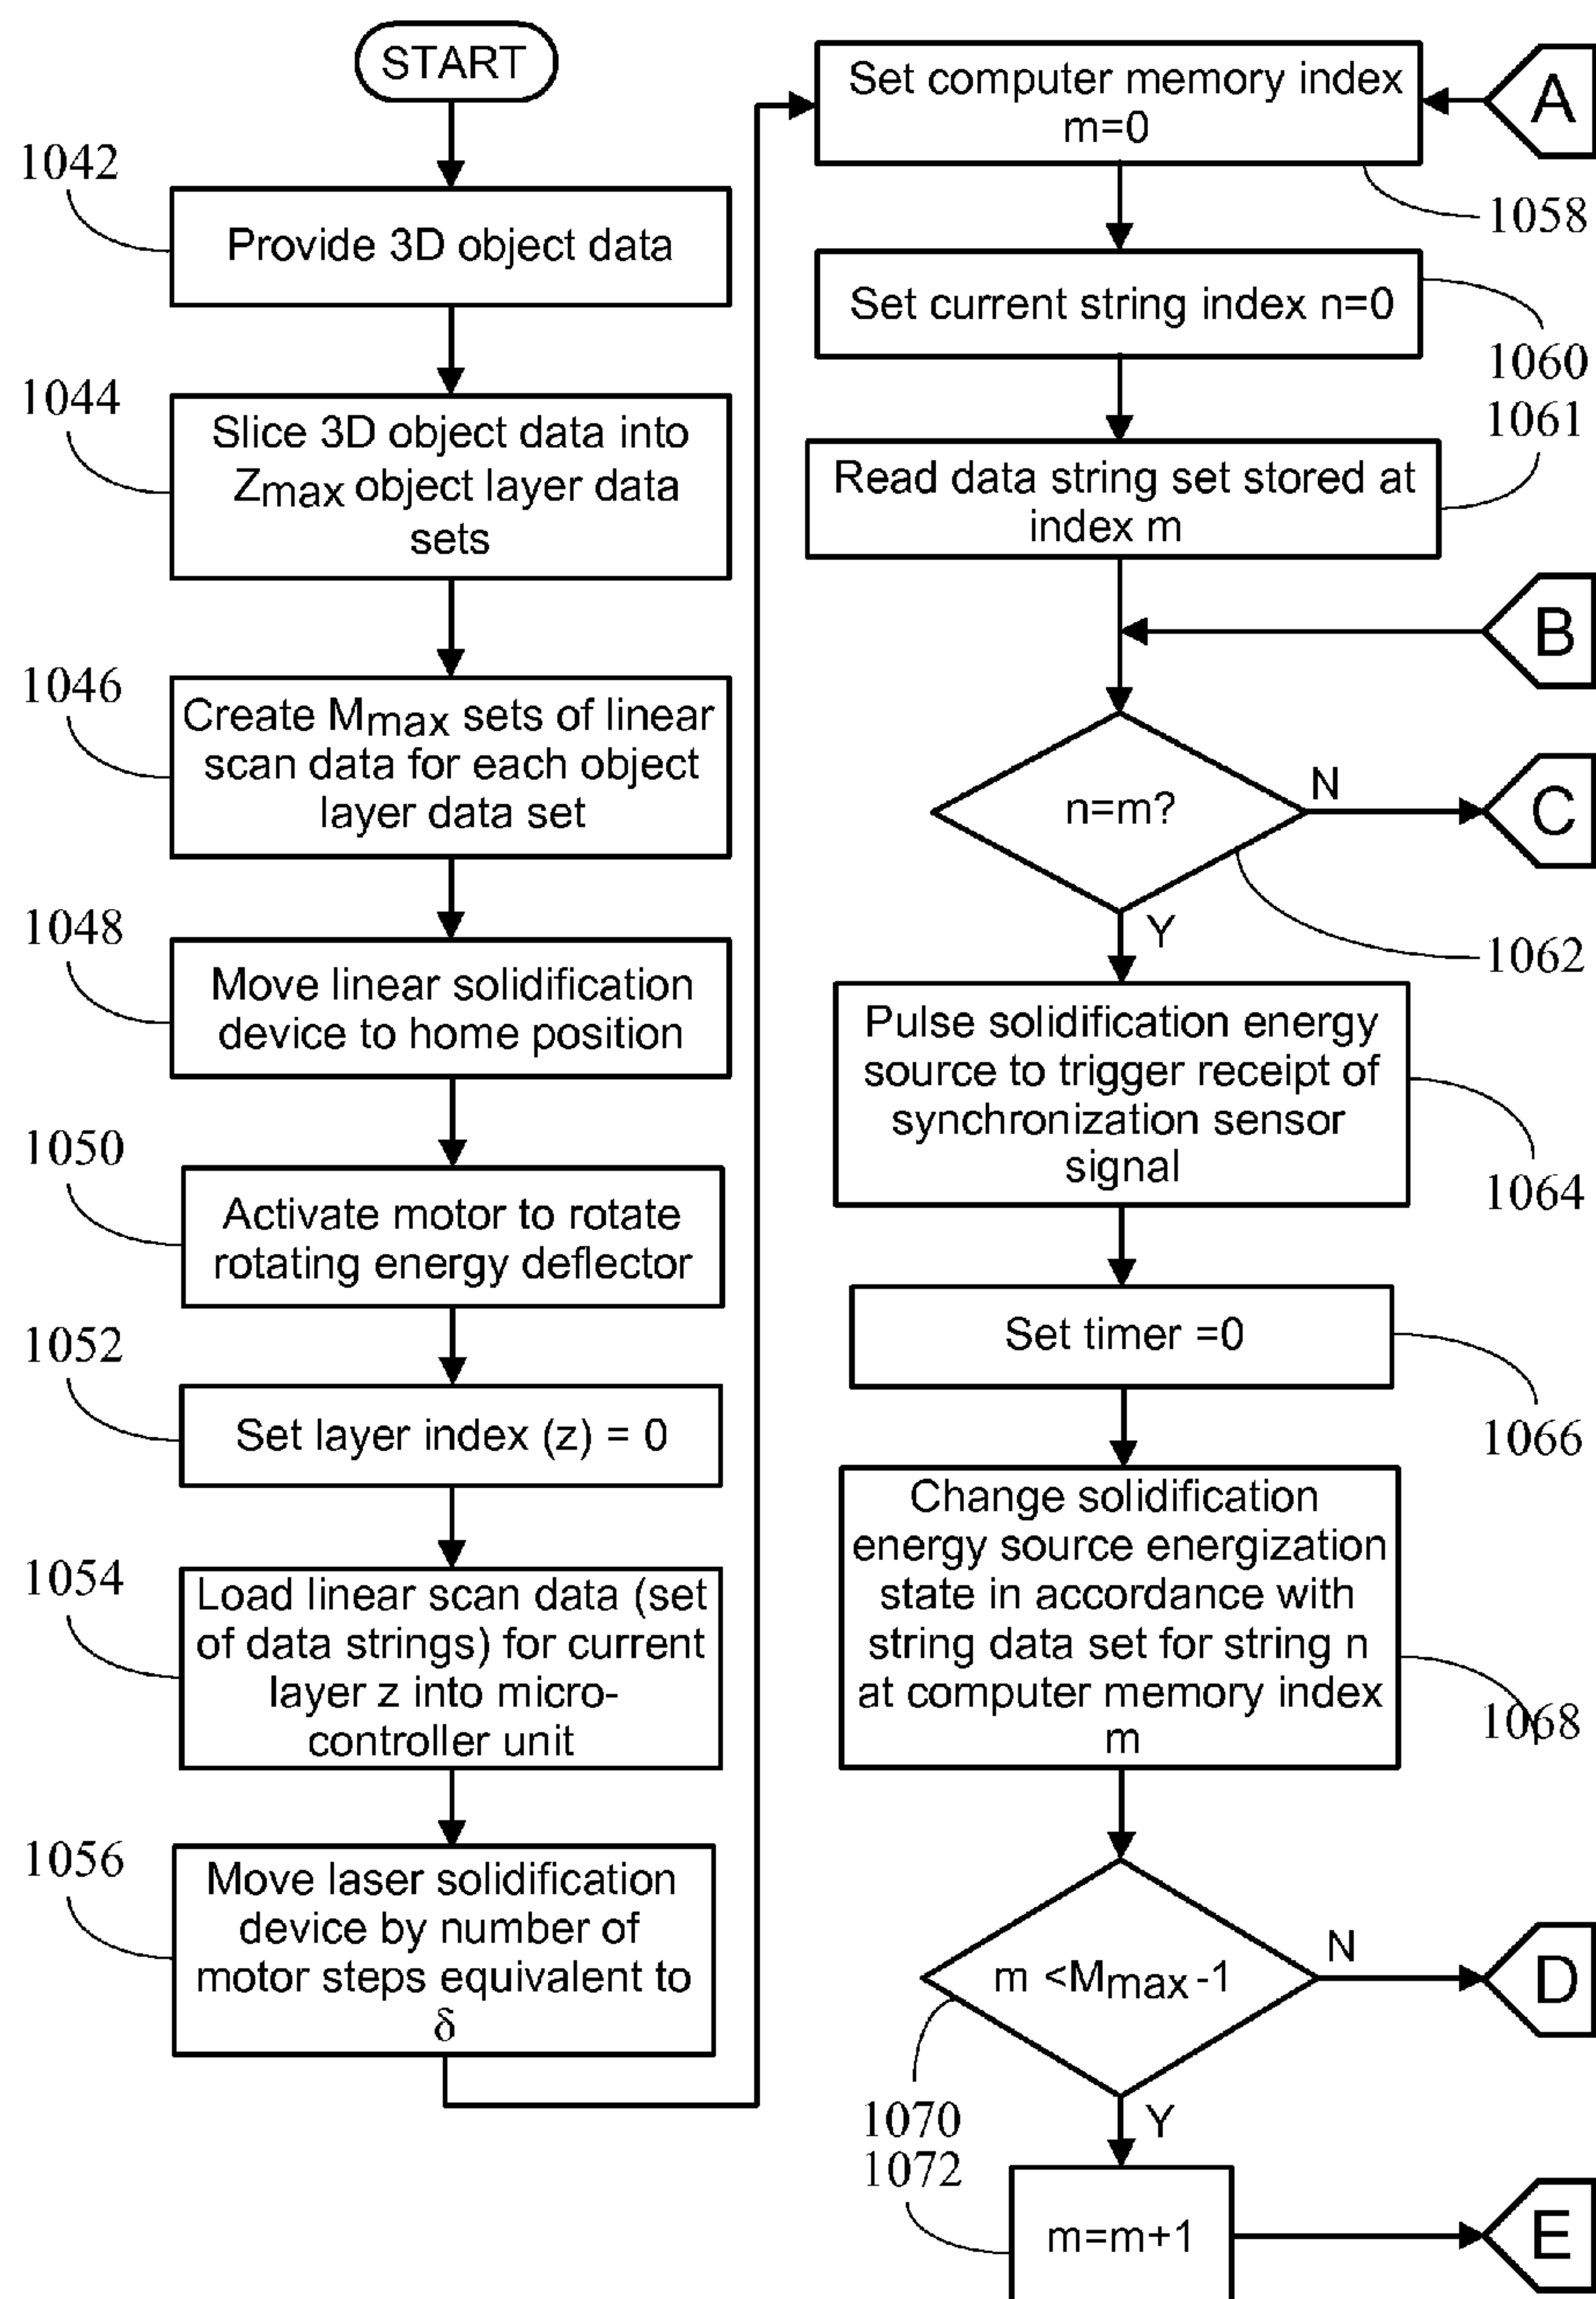 START
1042
Provide 3D object data
1044
Slice 3D object data into
Zmax object layer data
sets
1046
Create Mmax sets of linear
scan data for each object
layer data set
1048
Move linear solidification
device to home position
1050
Activate motor to rotate
rotating energy deflector
1052
Set layer index (z) = 0
1054
Load linear scan data (set
of data strings) for current
layer z into micro-
controller unit
1056
Move laser solidification
device by number of
motor steps equivalent to
δ
Set computer memory index
m=0
A
1058
Set current string index n=0
1060
1061
Read data string set stored at
index m
B
n=m?
N
C
Y
1062
Pulse solidification energy
source to trigger receipt of
synchronization sensor
signal
1064
Set timer =0
1066
Change solidification
energy source energization
state in accordance with
string data set for string n
at computer memory index
m
1068
m <Mmax-1
N
D
1070
Y
1072
m=m+1
E